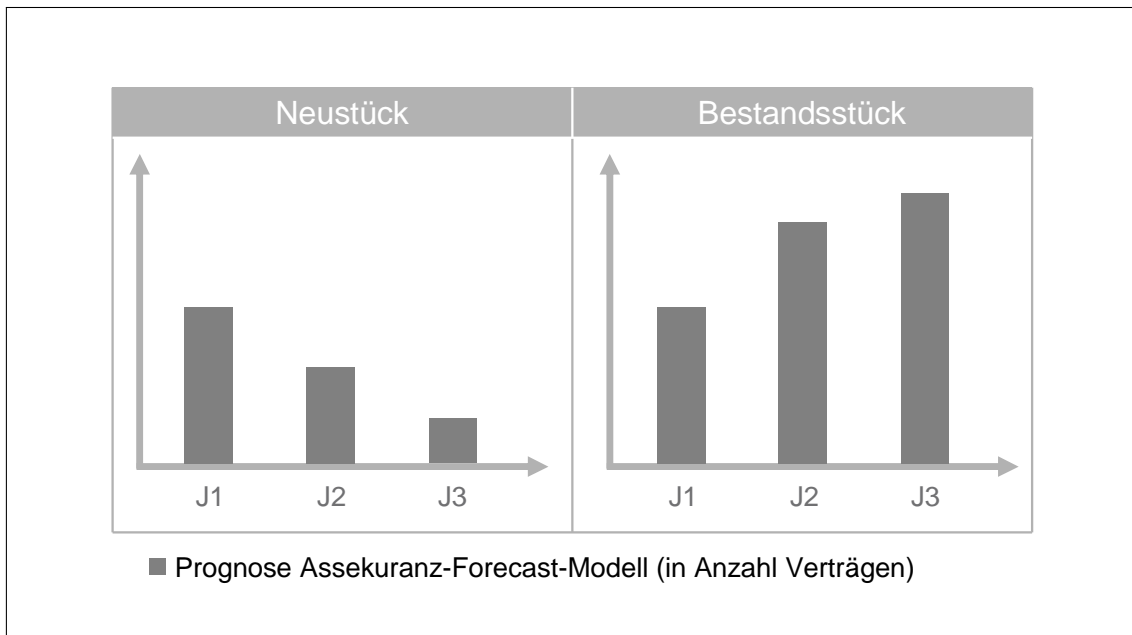 Neustück
Bestandsstück
J1 J2 J3
J1 J2 J3
Prognose Assekuranz-Forecast-Modell (in Anzahl Verträgen)